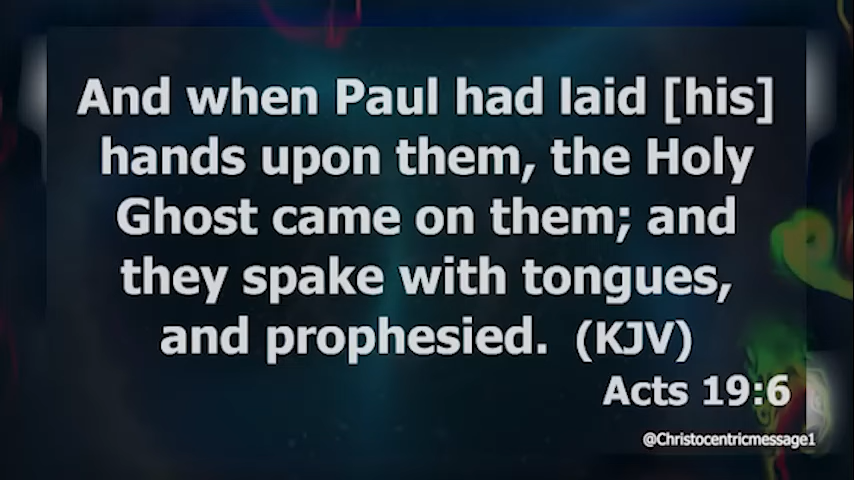 And when Paul had laid [his]
hands upon them, the Holy
Ghost came on them; and
they spake with tongues,
and prophesied. (KJV)
Acts 19:6
@Christocentricmessage1